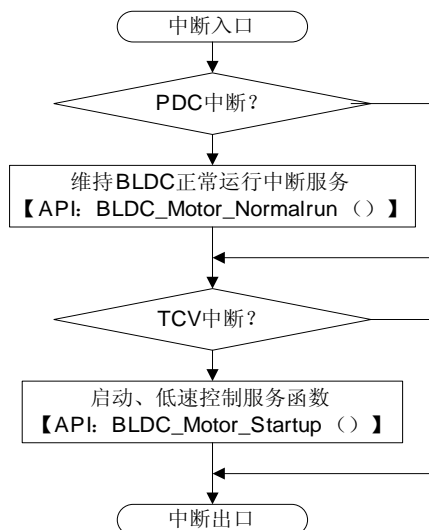 中断入口
PDC中断？
维持BLDC正常运行中断服务
【API：BLDC_Motor_Normalrun（）】
TCV中断？
启动、低速控制服务函数
【API：BLDC_Motor_Startup（）】
中断出口